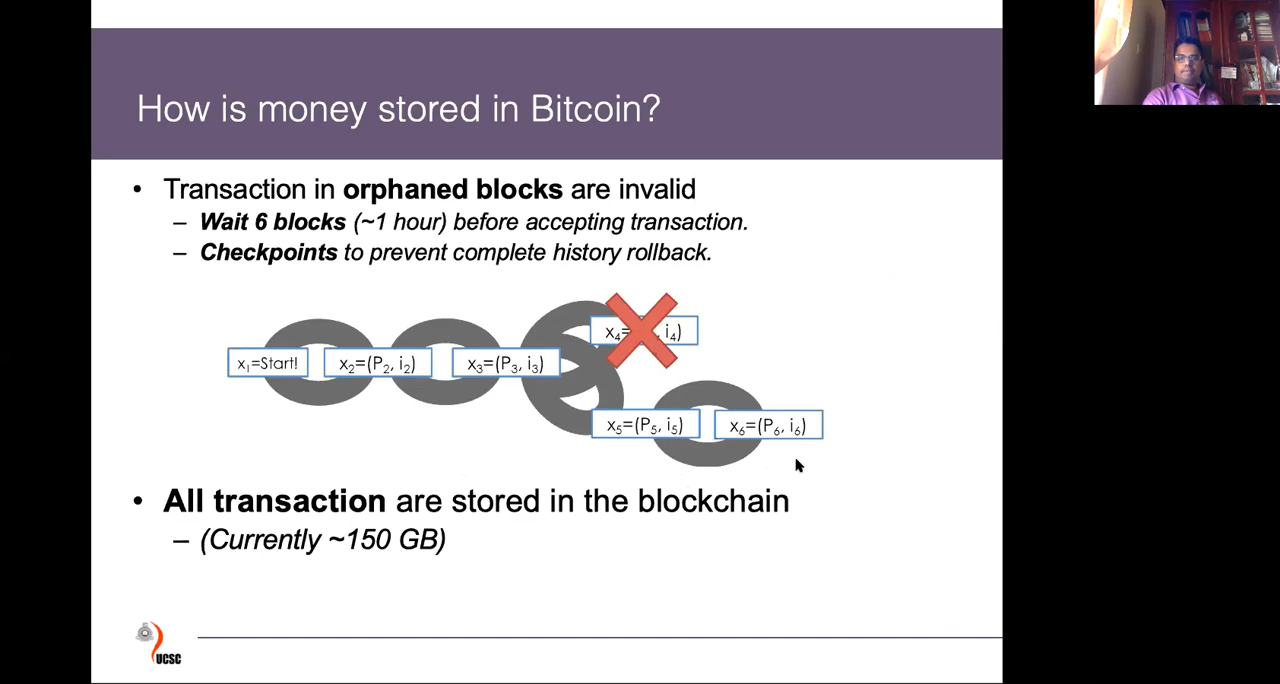 How is money stored in Bitcoin?
• Transaction in orphaned blocks are invalid
– Wait 6 blocks (~1 hour) before accepting transaction.
– Checkpoints to prevent complete history rollback.
x₄= , i₄)
x₁=Start!
x₂=(P₂, i₂)
x₃=(P₃, i₃)
x₅=(P₅, i₅)
x₆=(P₆, i₆)
• All transaction are stored in the blockchain
– (Currently ~150 GB)
UCSC